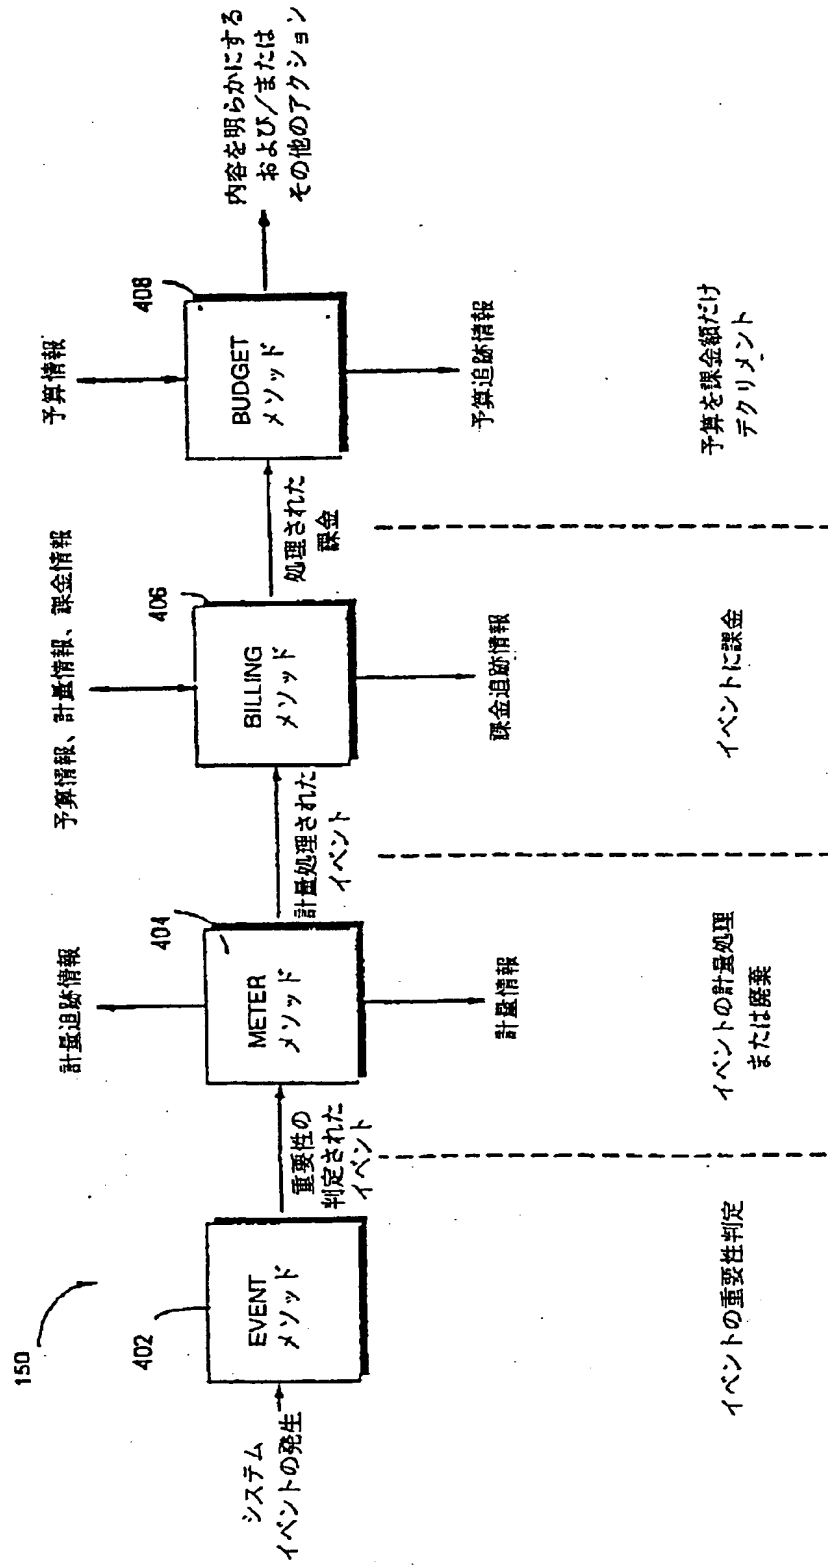 150
システム
イベントの発生
402
EVENT
メソッド
重要性の
判定された
イベント
計量追跡情報
404
METER
メソッド
計量情報
計量処理された
イベント
予算情報、計量情報、課金情報
406
BILLING
メソッド
課金追跡情報
処理された
課金
予算情報
408
BUDGET
メソッド
予算追跡情報
内容を明らかにする
および/または
その他のアクション
イベントの重要性判定
イベントの計量処理
または廃棄
イベントに課金
予算を課金額だけ
デクリメント